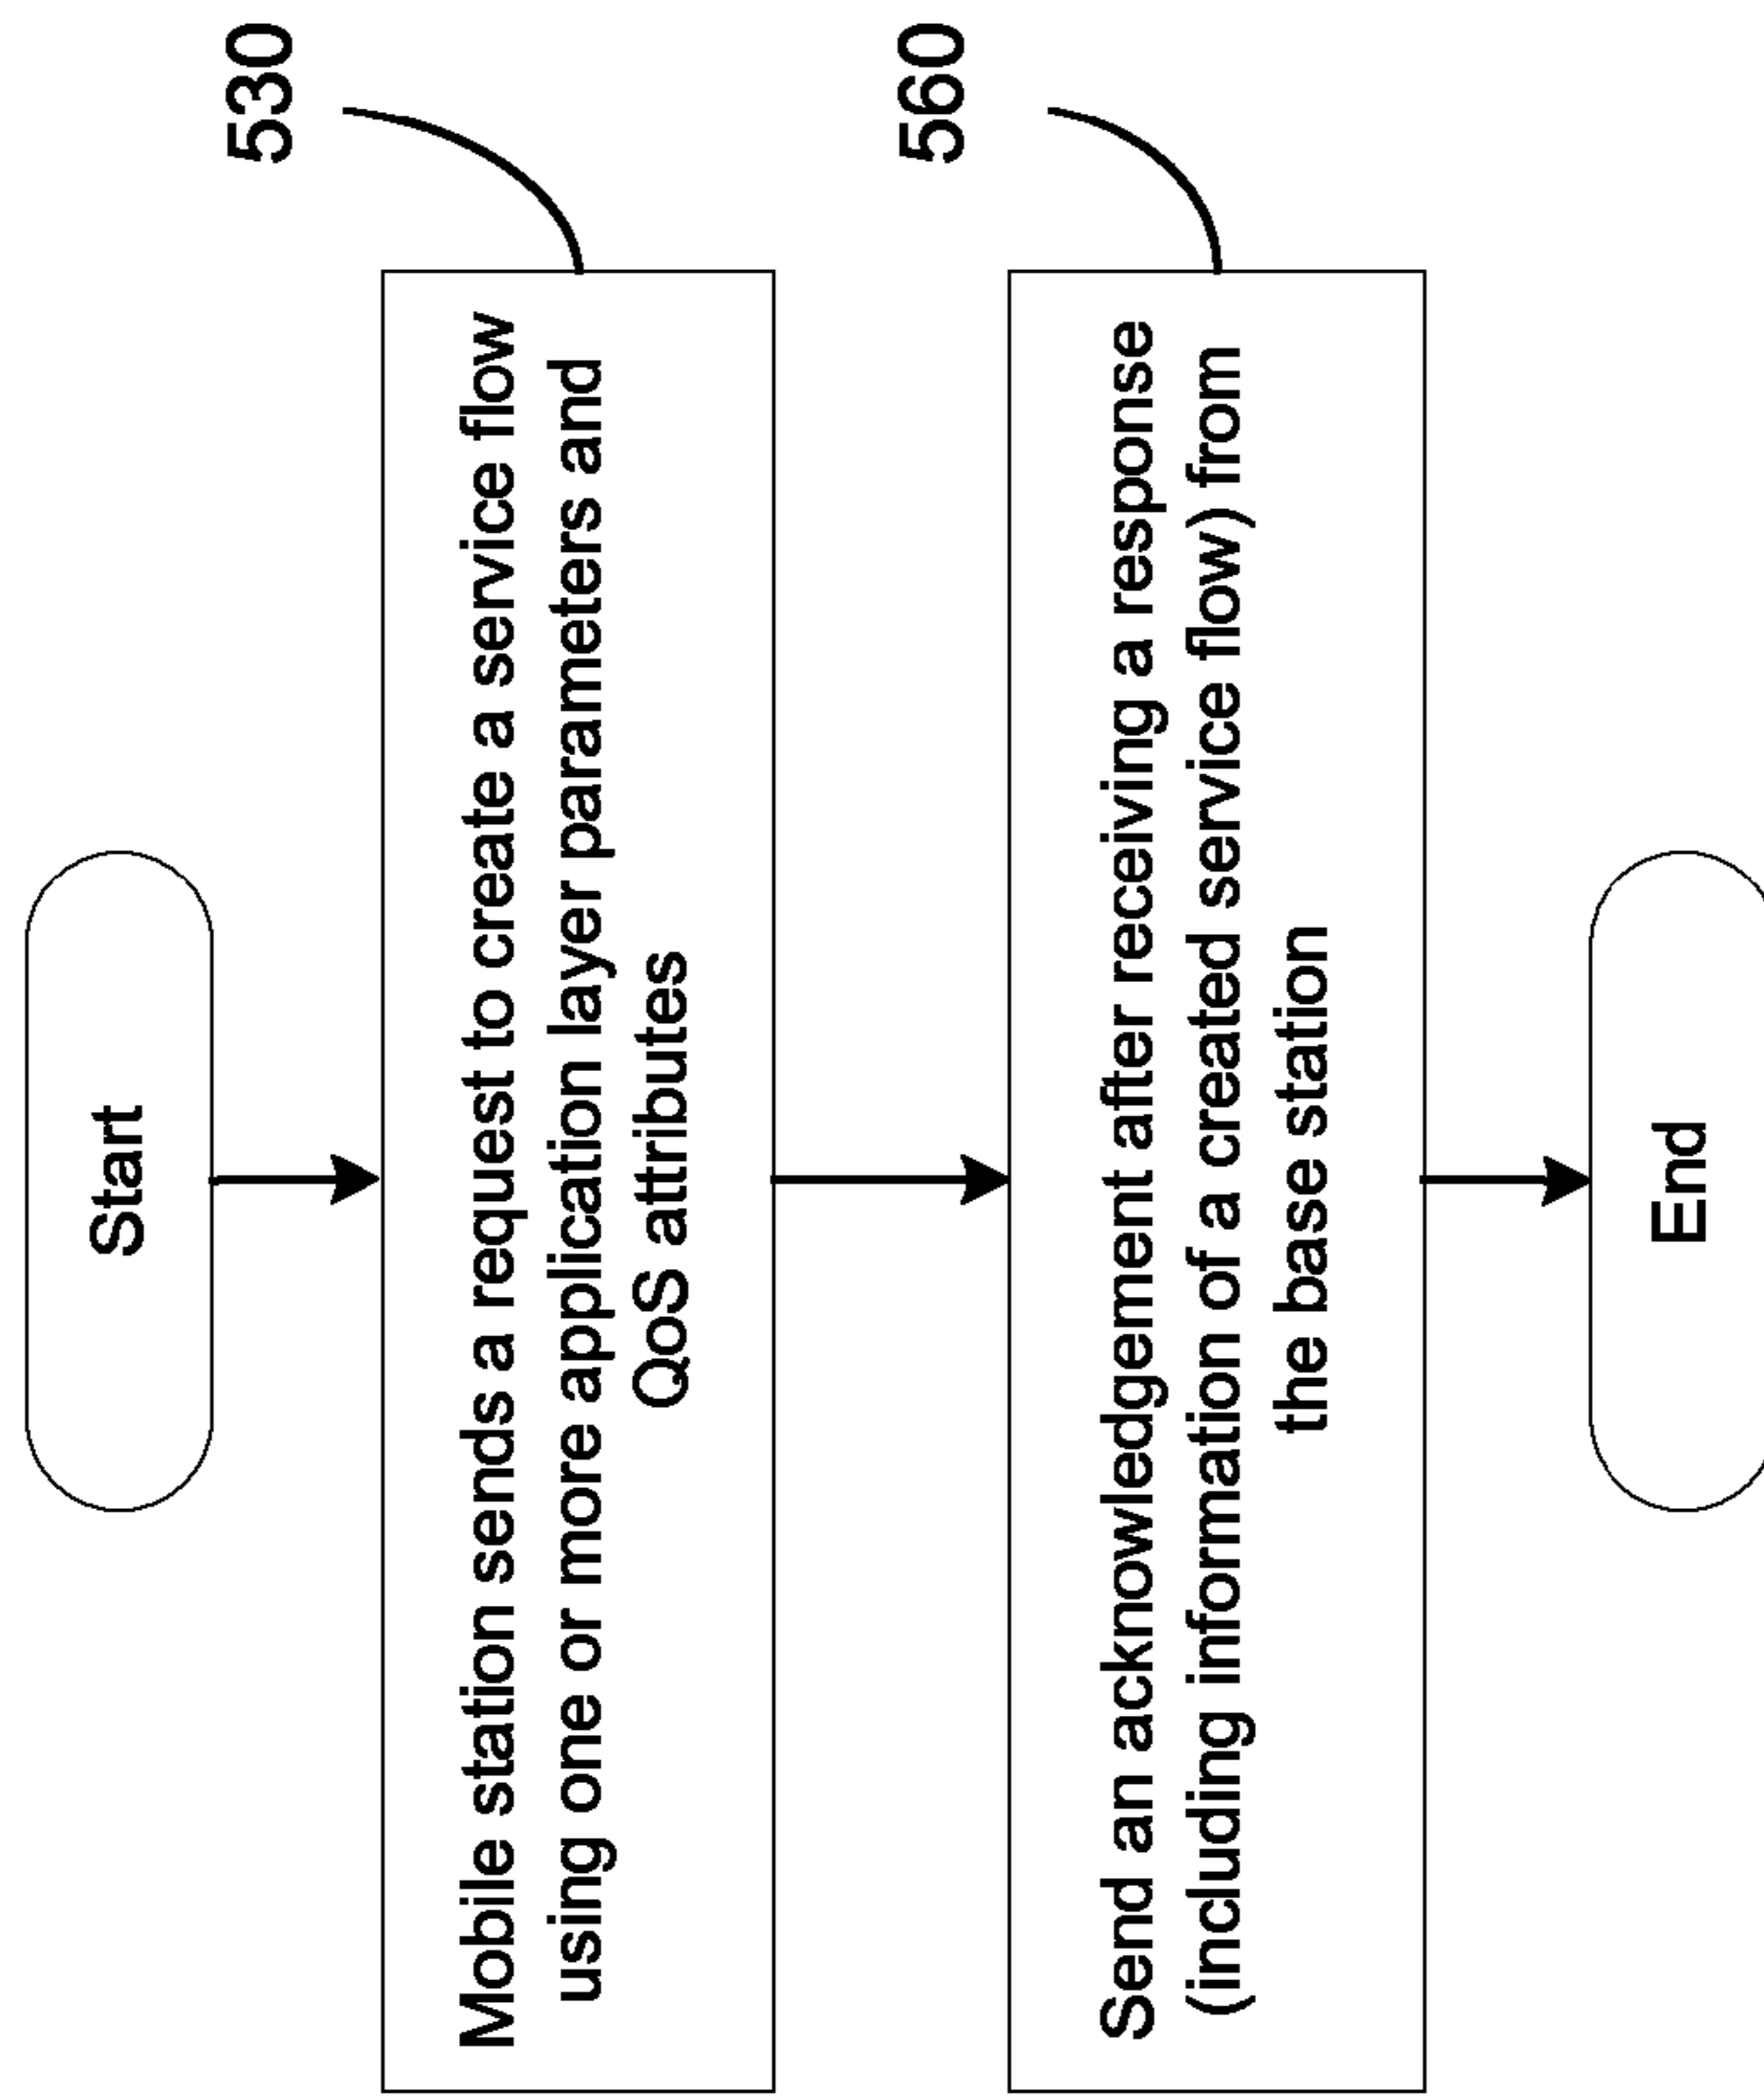 Start
530
Mobile station sends a request to create a service flow
using one or more application layer parameters and
QoS attributes
560
Send an acknowledgement after receiving a response
(including information of a created service flow) from
the base station
End